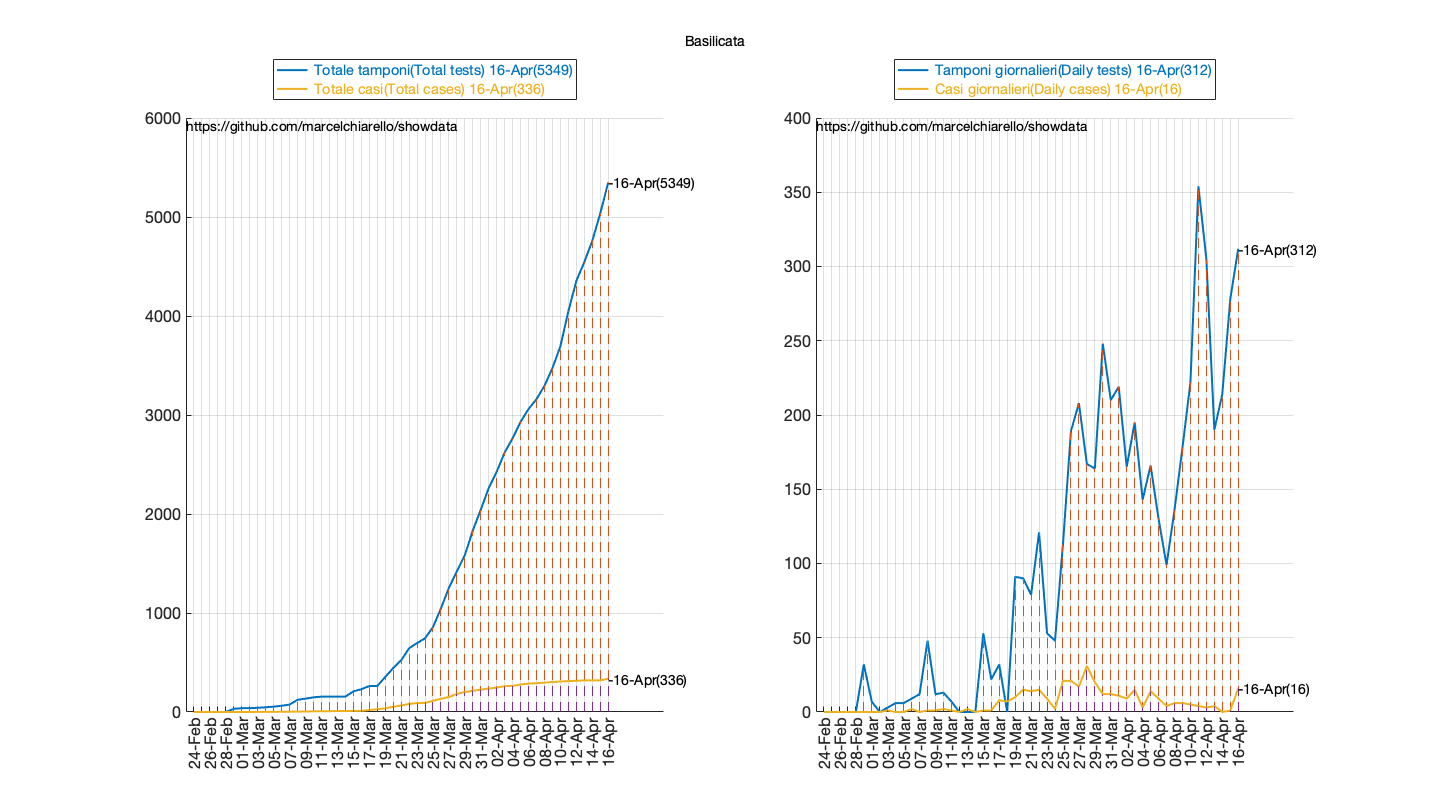 Basilicata
Totale tamponi(Total tests) 16-Apr(5349)
Totale casi(Total cases) 16-Apr(336)
6000
https://github.com/marcelchiarello/showdata
16-Apr(5349)
5000
4000
3000
2000
1000
16-Apr(336)
0
24-Feb
26-Feb
28-Feb
01-Mar
03-Mar
05-Mar
07-Mar
09-Mar
11-Mar
13-Mar
15-Mar
17-Mar
19-Mar
21-Mar
23-Mar
25-Mar
27-Mar
29-Mar
31-Mar
02-Apr
04-Apr
06-Apr
08-Apr
10-Apr
12-Apr
14-Apr
16-Apr
Tamponi giornalieri(Daily tests) 16-Apr(312)
Casi giornalieri(Daily cases) 16-Apr(16)
400
https://github.com/marcelchiarello/showdata
350
16-Apr(312)
300
250
200
150
100
50
16-Apr(16)
0
24-Feb
26-Feb
28-Feb
01-Mar
03-Mar
05-Mar
07-Mar
09-Mar
11-Mar
13-Mar
15-Mar
17-Mar
19-Mar
21-Mar
23-Mar
25-Mar
27-Mar
29-Mar
31-Mar
02-Apr
04-Apr
06-Apr
08-Apr
10-Apr
12-Apr
14-Apr
16-Apr